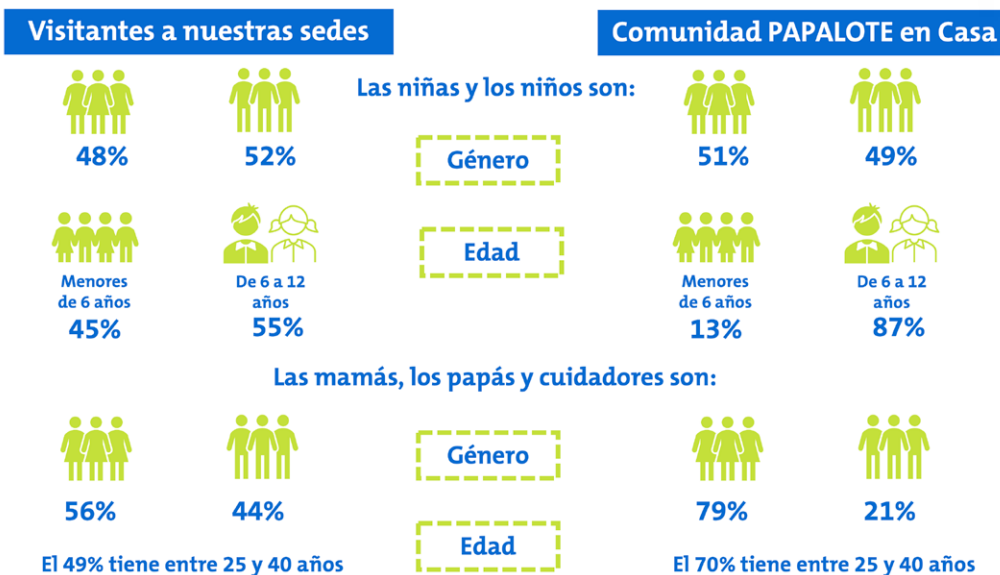 Visitantes a nuestras sedes
Comunidad PAPALOTE en Casa
Las niñas y los niños son:
48%
52%
Género
51%
49%
Edad
Menores
de 6 años
45%
De 6 a 12
años
55%
Menores
de 6 años
13%
De 6 a 12
años
87%
Las mamás, los papás y cuidadores son:
56%
44%
Género
79%
21%
Edad
El 49% tiene entre 25 y 40 años
El 70% tiene entre 25 y 40 años